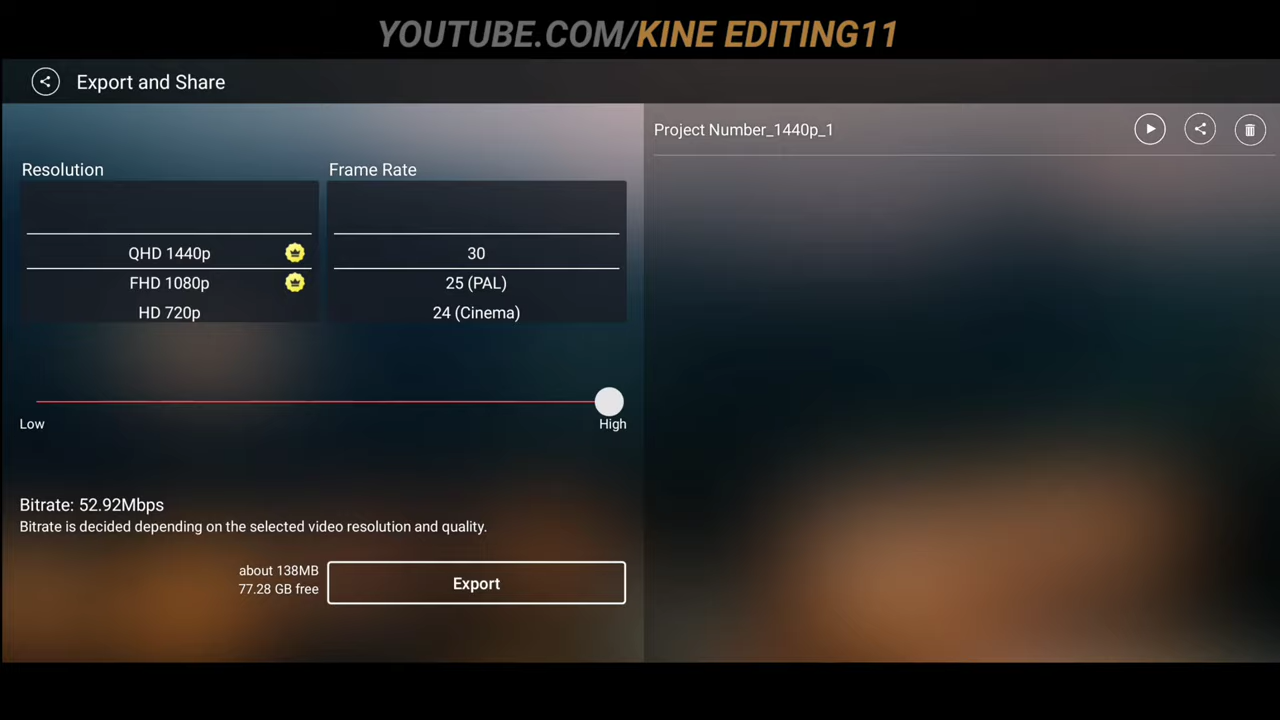 YOUTUBE.COM/KINE EDITING11
Export and Share
Project Number_1440p_1
Resolution
Frame Rate
QHD 1440p
30
FHD 1080p
25 (PAL)
HD 720p
24 (Cinema)
Low
High
Bitrate: 52.92Mbps
Bitrate is decided depending on the selected video resolution and quality.
about 138MB
77.28 GB free
Export